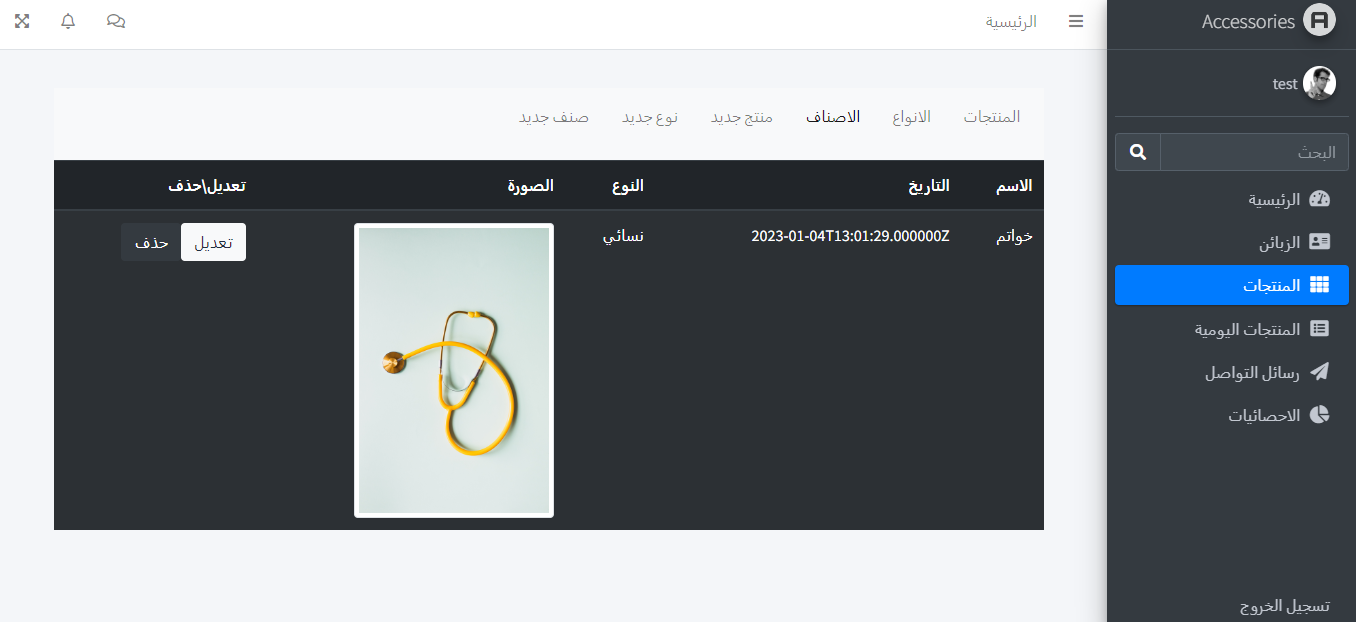 Accessories
test
البحث
الرئيسية
الزبائن
المنتجات
المنتجات اليومية
رسائل التواصل
الاحصائيات
تسجيل الخروج
الرئيسية
المنتجات الانواع الاصناف منتج جديد نوع جديد صنف جديد
الاسم التاريخ النوع الصورة تعديل\حذف
خواتم 2023-01-04T13:01:29.000000Z نسائي تعديل حذف